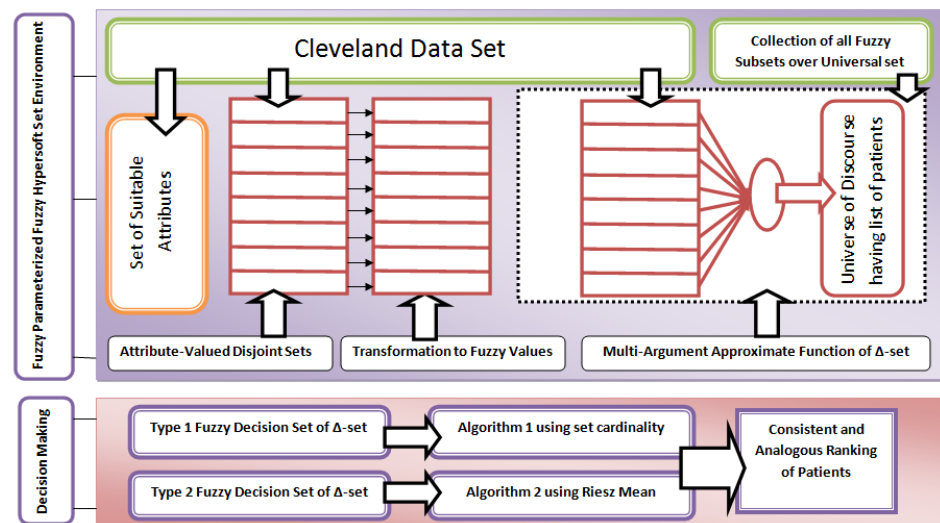 Fuzzy Parameterized Fuzzy Hypersoft Set Environment
Cleveland Data Set
Collection of all Fuzzy
Subsets over Universal set
Set of Suitable
Attributes
Universe of Discourse
having list of patients
Attribute-Valued Disjoint Sets
Transformation to Fuzzy Values
Multi-Argument Approximate Function of Δ-set
Decision Making
Type 1 Fuzzy Decision Set of Δ-set
Algorithm 1 using set cardinality
Type 2 Fuzzy Decision Set of Δ-set
Algorithm 2 using Riesz Mean
Consistent and
Analogous Ranking
of Patients